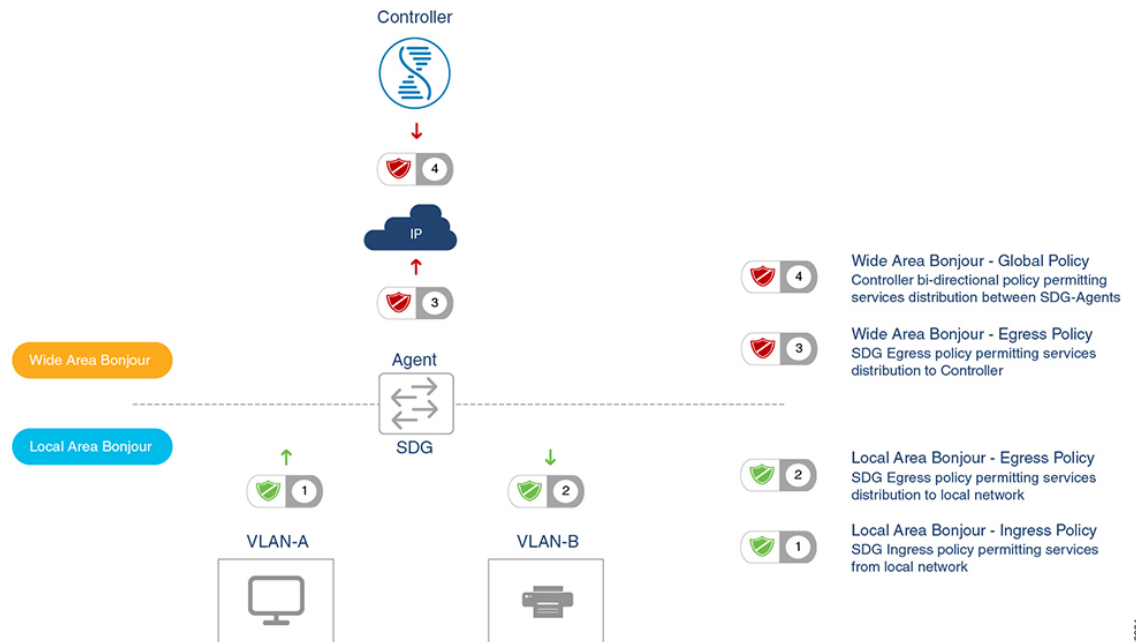 Controller
4
IP
3
Wide Area Bonjour
Agent
Local Area Bonjour
SDG
1
2
VLAN-A
VLAN-B
4
Wide Area Bonjour - Global Policy
Controller bi-directional policy permitting
services distribution between SDG-Agents
3
Wide Area Bonjour - Egress Policy
SDG Egress policy permitting services
distribution to Controller
2
Local Area Bonjour - Egress Policy
SDG Egress policy permitting services
distribution to local network
1
Local Area Bonjour - Ingress Policy
SDG Ingress policy permitting services
from local network